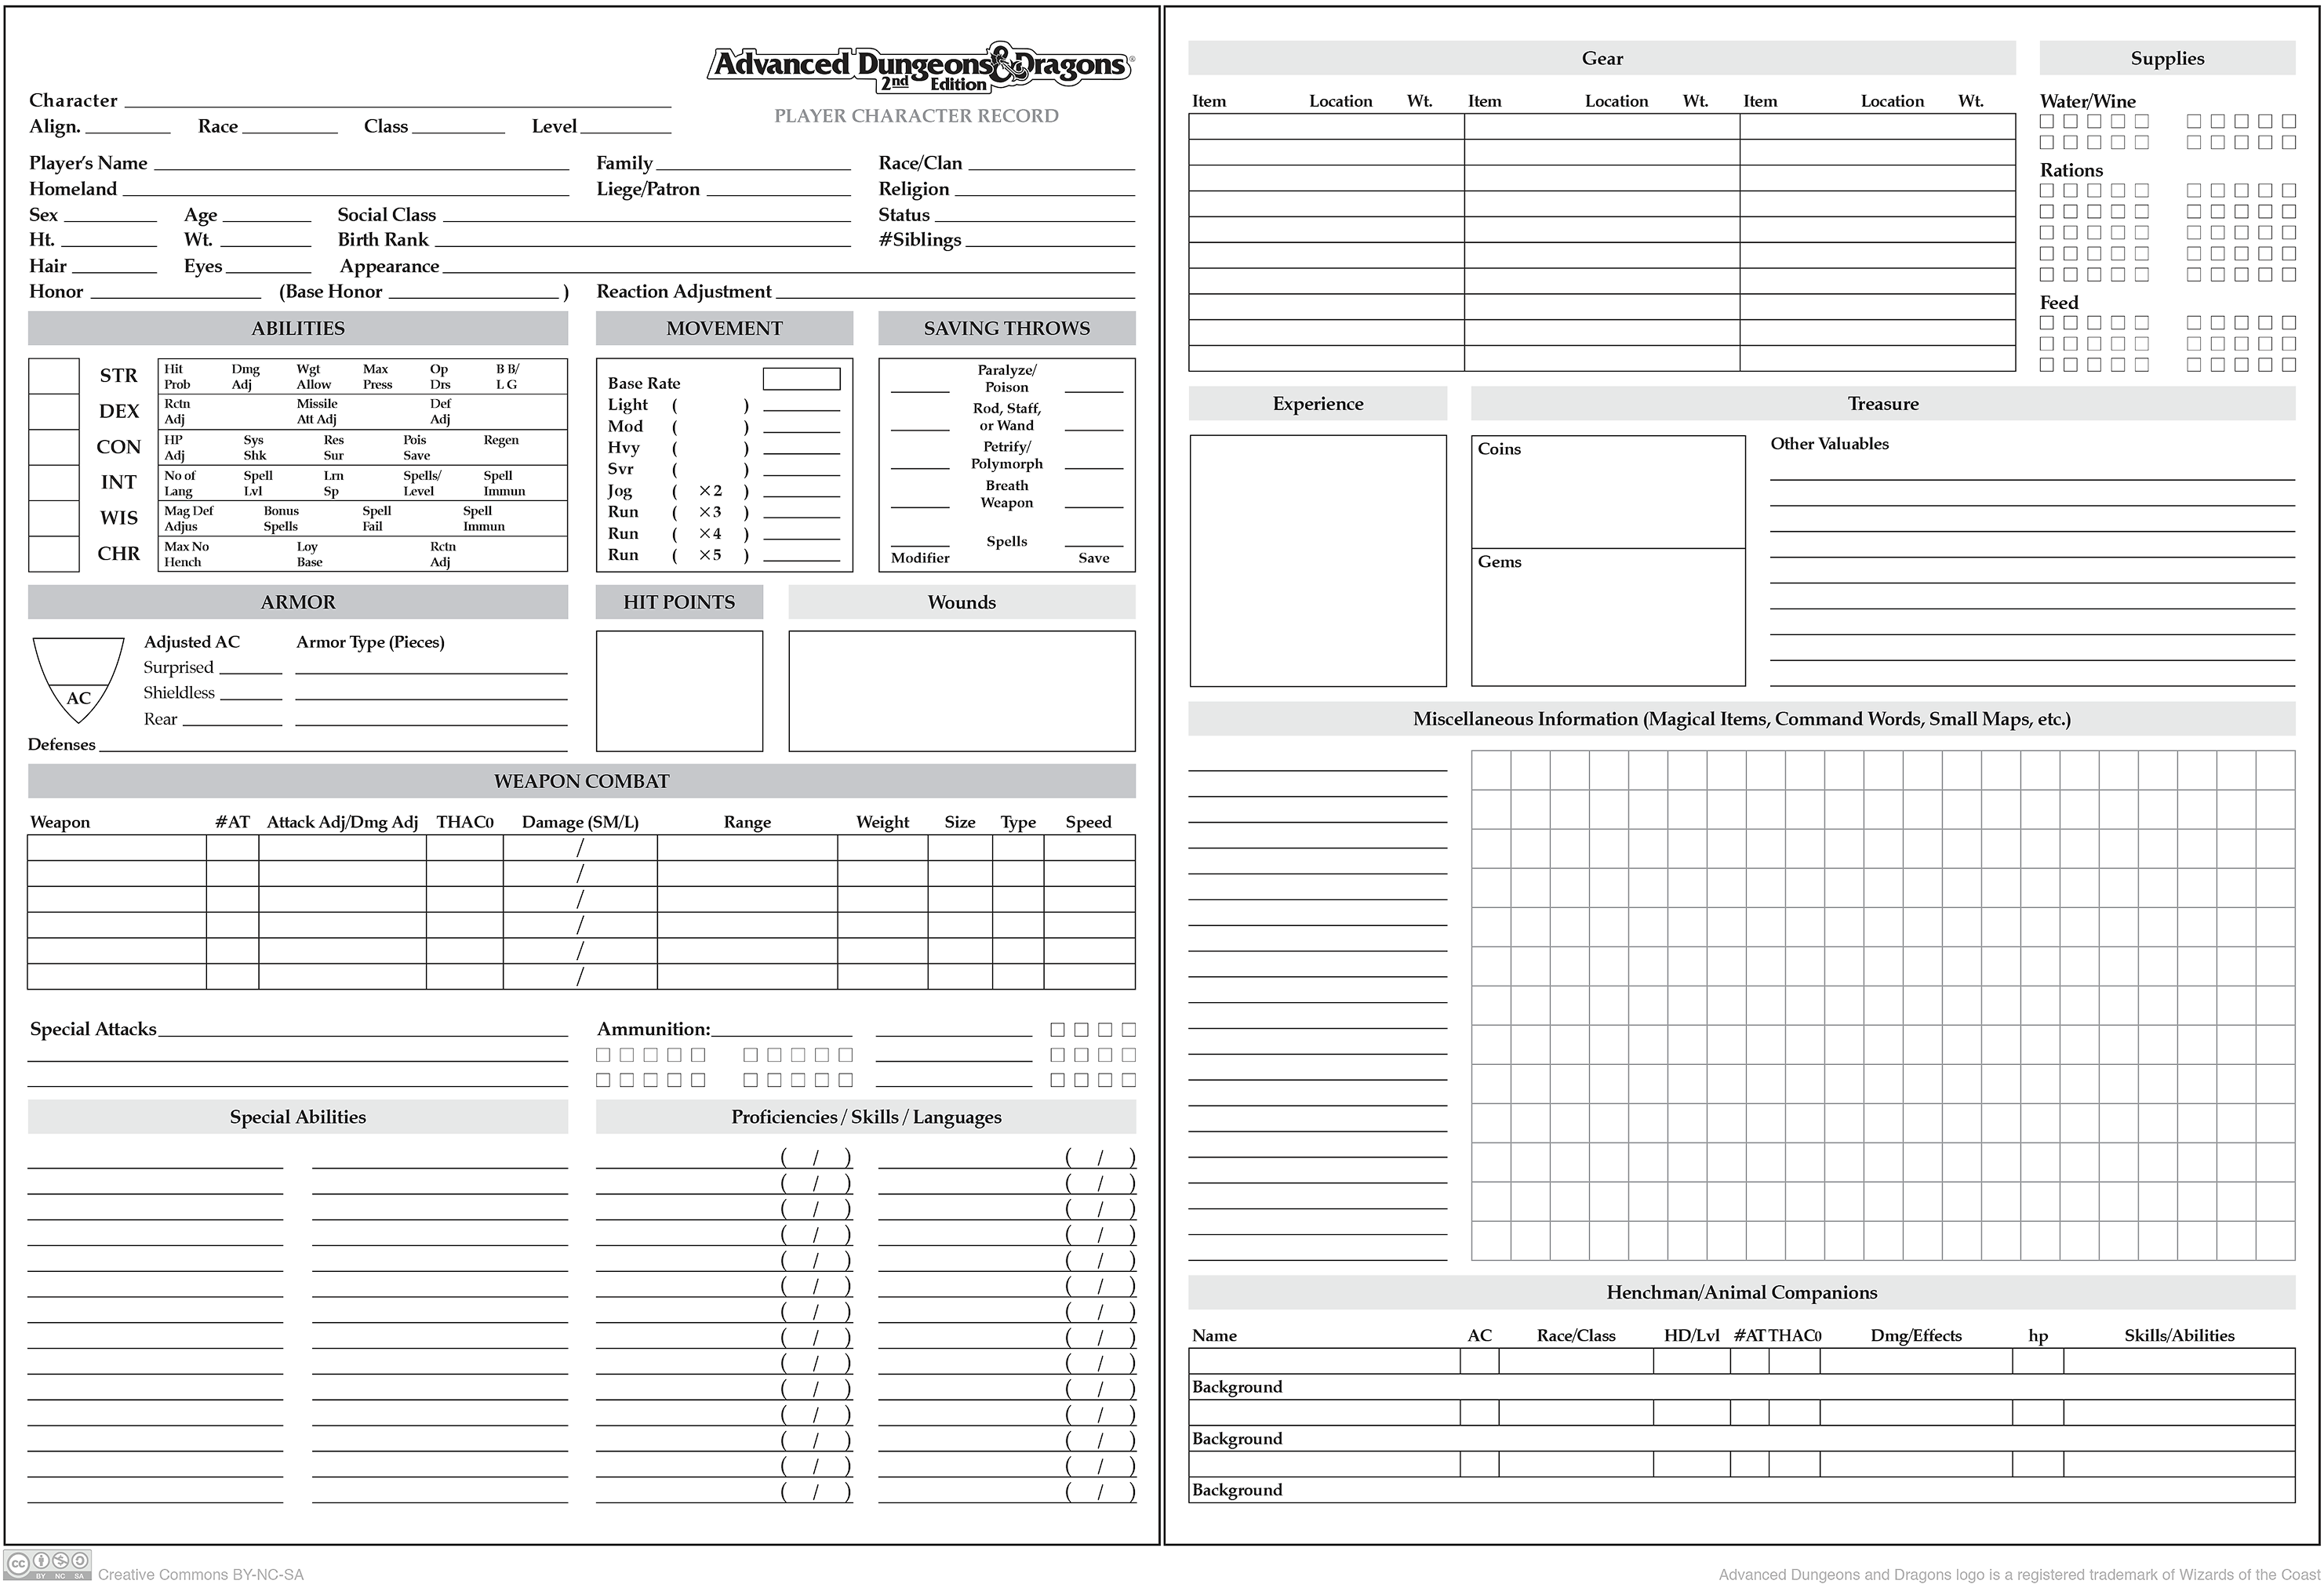 Advanced Dungeons & Dragons®
2nd Edition
PLAYER CHARACTER RECORD
Character
Align. Race Class Level
Player's Name Family Race/Clan
Homeland Liege/Patron Religion
Sex Age Social Class Status
Ht. Wt. Birth Rank #Siblings
Hair Eyes Appearance
Honor (Base Honor ) Reaction Adjustment
ABILITIES
STR Hit Prob Dmg Adj Wgt Allow Max Press Op Drs B B/ L G
DEX Rctn Adj Missile Att Adj Def Adj
CON HP Adj Sys Shk Res Sur Pois Save Regen
INT No of Lang Spell Lvl Lrn Sp Spells/ Level Spell Immun
WIS Mag Def Adjus Bonus Spells Spell Fail Spell Immun
CHR Max No Hench Loy Base Rctn Adj
MOVEMENT
Base Rate
Light ( )
Mod ( )
Hvy ( )
Svr ( )
Jog ( ×2 )
Run ( ×3 )
Run ( ×4 )
Run ( ×5 )
SAVING THROWS
Paralyze/
Poison
Rod, Staff,
or Wand
Petrify/
Polymorph
Breath
Weapon
Spells
Modifier Save
ARMOR
AC
Adjusted AC Armor Type (Pieces)
Surprised
Shieldless
Rear
Defenses
HIT POINTS
Wounds
WEAPON COMBAT
Weapon #AT Attack Adj/Dmg Adj THAC0 Damage (SM/L) Range Weight Size Type Speed
/
/
/
/
/
/
Special Attacks Ammunition:
Special Abilities
Proficiencies / Skills / Languages
( / ) ( / )
( / ) ( / )
( / ) ( / )
( / ) ( / )
( / ) ( / )
( / ) ( / )
( / ) ( / )
( / ) ( / )
( / ) ( / )
( / ) ( / )
( / ) ( / )
( / ) ( / )
( / ) ( / )
( / ) ( / )
Gear
Item Location Wt. Item Location Wt. Item Location Wt.
Supplies
Water/Wine
Rations
Feed
Experience
Treasure
Coins
Gems
Other Valuables
Miscellaneous Information (Magical Items, Command Words, Small Maps, etc.)
Henchman/Animal Companions
Name AC Race/Class HD/Lvl #AT THAC0 Dmg/Effects hp Skills/Abilities
Background
Background
Background
cc BY NC SA Creative Commons BY-NC-SA
Advanced Dungeons and Dragons logo is a registered trademark of Wizards of the Coast